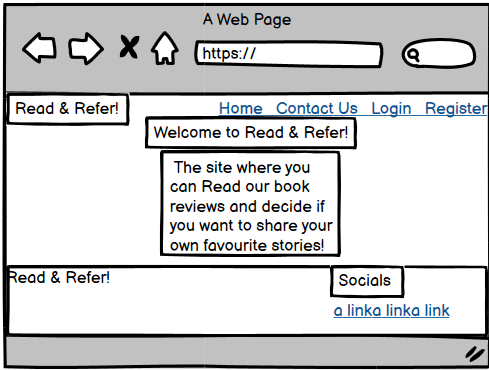 A Web Page
https://
Read & Refer!
Home Contact Us Login Register
Welcome to Read & Refer!
The site where you
can Read our book
reviews and decide if
you want to share your
own favourite stories!
Read & Refer!
Socials
a linka linka link